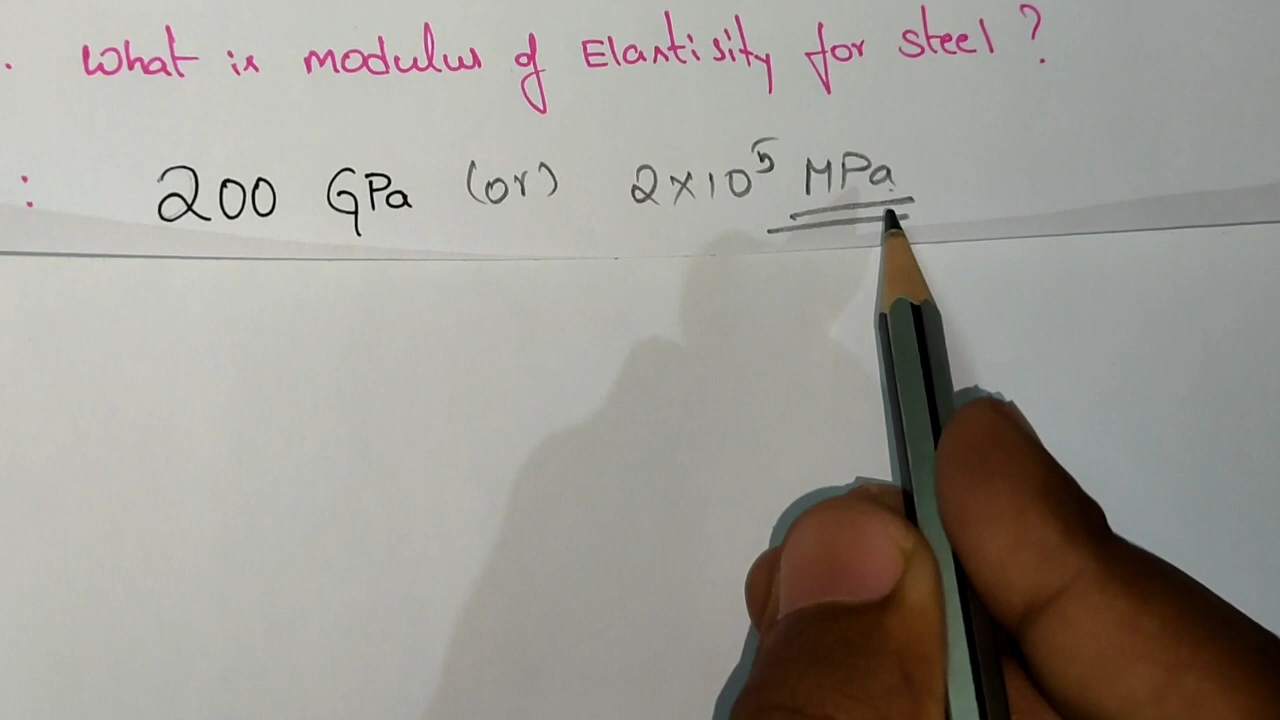 . What is modulus of Elastisity for steel ?
: 200 GPa (or) 2×10⁵ MPa